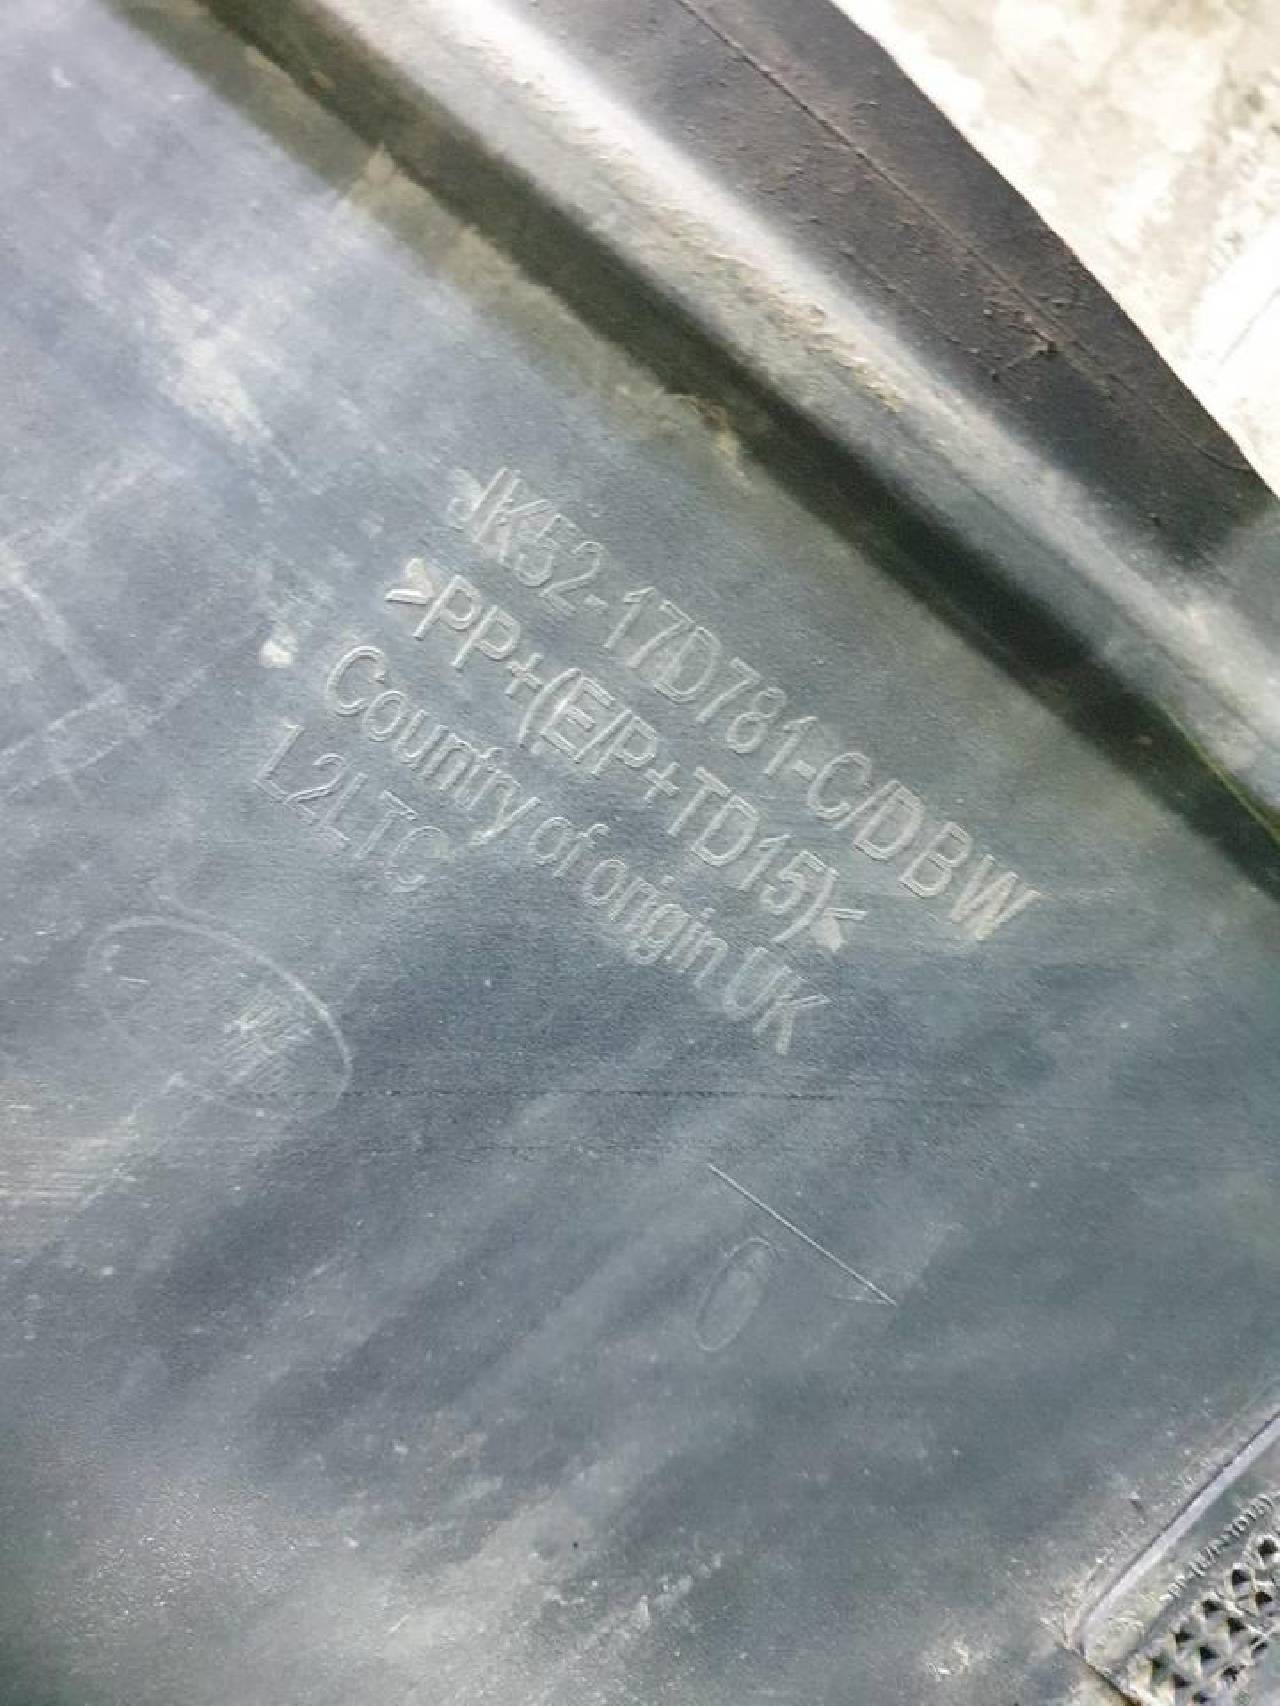 JK52-17D781-C/DBW
>PP+(E/P+TD15)<
Country of origin UK
L2LTC